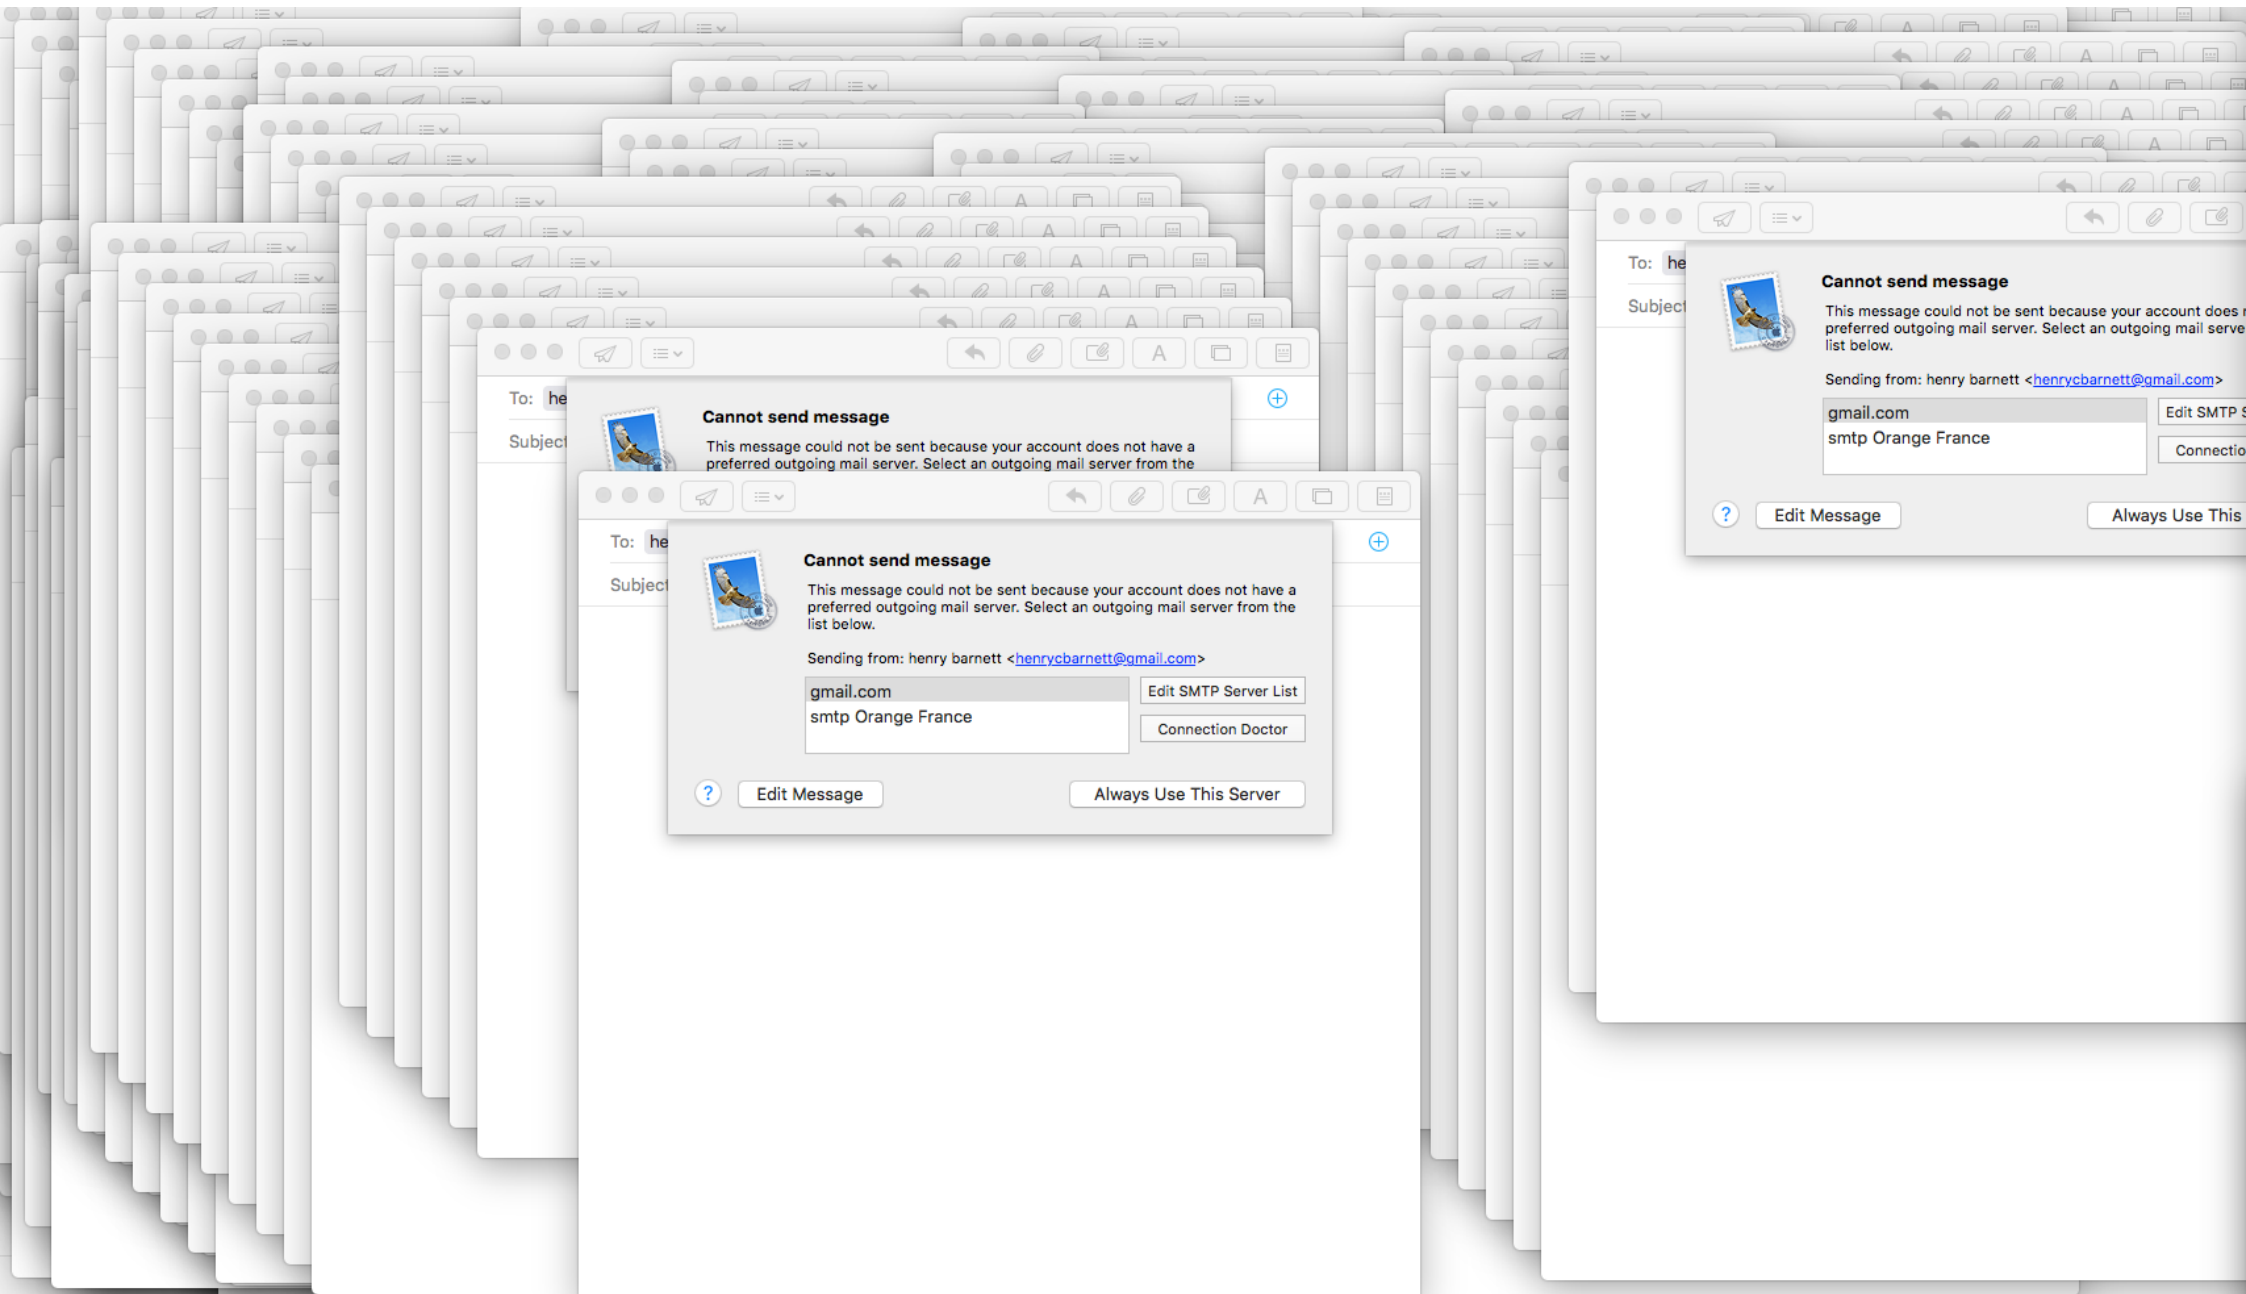 To: he
Subject
Cannot send message
This message could not be sent because your account does not have a
preferred outgoing mail server. Select an outgoing mail server from the
To: he
Subject
Cannot send message
This message could not be sent because your account does not have a
preferred outgoing mail server. Select an outgoing mail server from the
list below.
Sending from: henry barnett <henrycbarnett@gmail.com>
gmail.com
smtp Orange France
Edit SMTP Server List
Connection Doctor
? Edit Message Always Use This Server
To: he
Subject
Cannot send message
This message could not be sent because your account does
preferred outgoing mail server. Select an outgoing mail serve
list below.
Sending from: henry barnett <henrycbarnett@gmail.com>
gmail.com
smtp Orange France
Edit SMTP S
Connectio
? Edit Message Always Use This